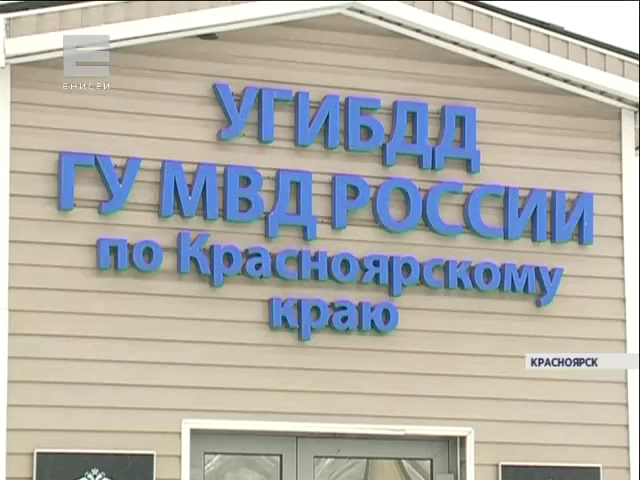 ЕНИСЕЙ
УГИБДД
ГУ МВД РОССИИ
по Красноярскому
краю
КРАСНОЯРСК